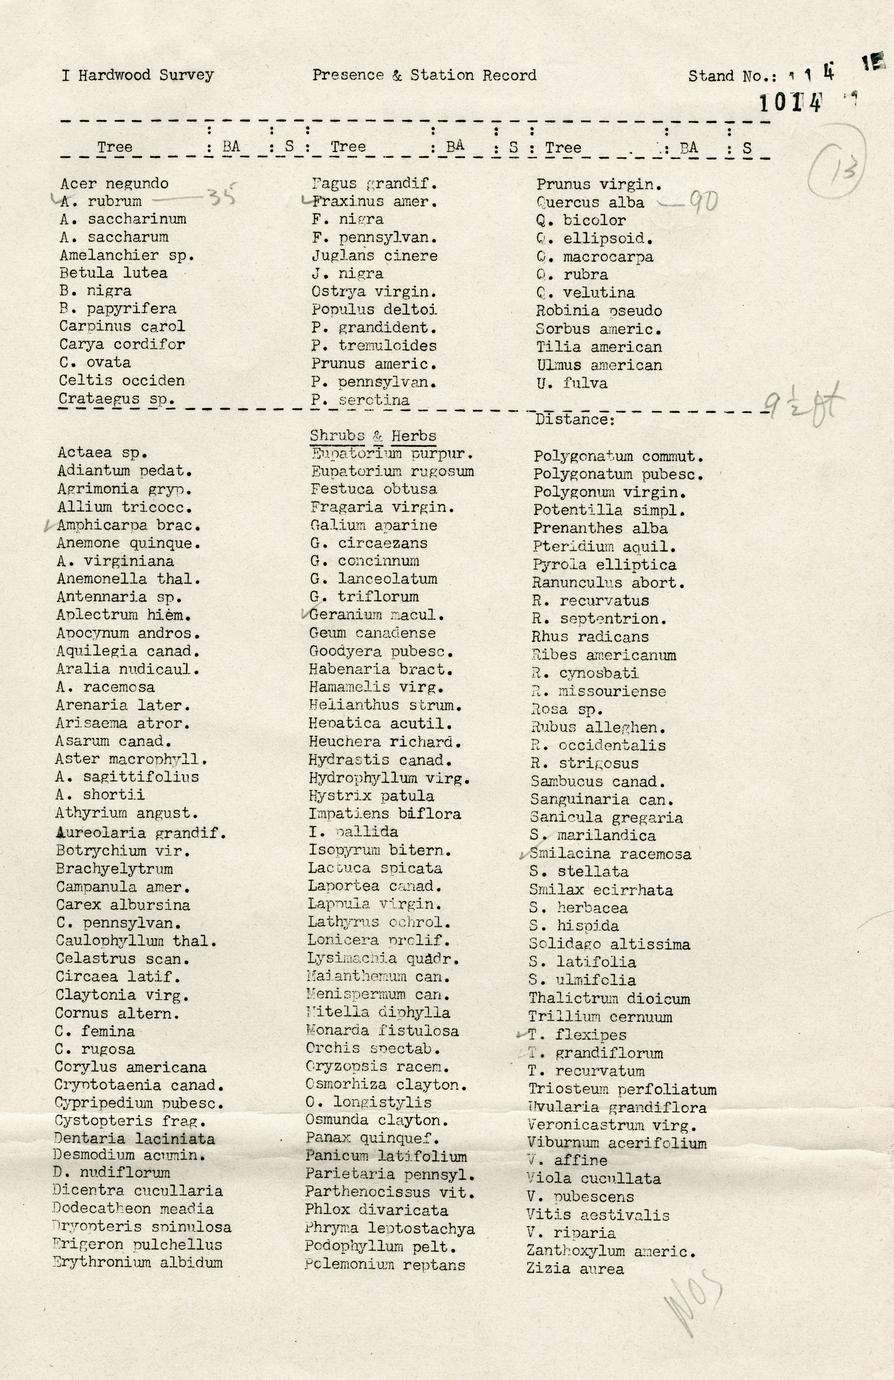 I Hardwood Survey Presence & Station Record Stand No.: 114
1014
13
Tree : BA : S : Tree : BA : S : Tree : BA : S
Acer negundo
A. rubrum 35
A. saccharinum
A. saccharum
Amelanchier sp.
Betula lutea
B. nigra
B. papyrifera
Carpinus carol
Carya cordifor
C. ovata
Celtis occiden
Crataegus sp.
Fagus grandif.
Fraxinus amer.
F. nigra
F. pennsylvan.
Juglans cinere
J. nigra
Ostrya virgin.
Populus deltoi
P. grandident.
P. tremuloides
Prunus americ.
P. pennsylvan.
P. serotina
Prunus virgin.
Quercus alba 90
Q. bicolor
Q. ellipsoid.
Q. macrocarpa
Q. rubra
Q. velutina
Robinia pseudo
Sorbus americ.
Tilia american
Ulmus american
U. fulva
Distance: 9 1/2 ft
Shrubs & Herbs
Actaea sp.
Adiantum pedat.
Agrimonia gryp.
Allium tricocc.
Amphicarpa brac.
Anemone quinque.
A. virginiana
Anemonella thal.
Antennaria sp.
Aplectrum hiem.
Apocynum andros.
Aquilegia canad.
Aralia nudicaul.
A. racemosa
Arenaria later.
Arisaema atror.
Asarum canad.
Aster macrophyll.
A. sagittifolius
A. shortii
Athyrium angust.
Aureolaria grandif.
Botrychium vir.
Brachyelytrum
Campanula amer.
Carex albursina
C. pennsylvan.
Caulophyllum thal.
Celastrus scan.
Circaea latif.
Claytonia virg.
Cornus altern.
C. femina
C. rugosa
Corylus americana
Cryptotaenia canad.
Cypripedium pubesc.
Cystopteris frag.
Dentaria laciniata
Desmodium acumin.
D. nudiflorum
Dicentra cucullaria
Dodecatheon meadia
Dryopteris spinulosa
Erigeron pulchellus
Erythronium albidum
Eupatorium purpur.
Eupatorium rugosum
Festuca obtusa
Fragaria virgin.
Galium aparine
G. circaezans
G. concinnum
G. lanceolatum
G. triflorum
Geranium macul.
Geum canadense
Goodyera pubesc.
Habenaria bract.
Hamamelis virg.
Helianthus strum.
Hepatica acutil.
Heuchera richard.
Hydrastis canad.
Hydrophyllum virg.
Hystrix patula
Impatiens biflora
I. pallida
Isopyrum bitern.
Lactuca spicata
Laportea canad.
Lappula virgin.
Lathyrus ochrol.
Lonicera prolif.
Lysimachia quadr.
Maianthemum can.
Menispermum can.
Mitella diphylla
Monarda fistulosa
Orchis spectab.
Oryzopsis racem.
Osmorhiza clayton.
O. longistylis
Osmunda clayton.
Panax quinquef.
Panicum latifolium
Parietaria pennsyl.
Parthenocissus vit.
Phlox divaricata
Phryma leptostachya
Podophyllum pelt.
Polemonium reptans
Polygonatum commut.
Polygonatum pubesc.
Polygonum virgin.
Potentilla simpl.
Prenanthes alba
Pteridium aquil.
Pyrola elliptica
Ranunculus abort.
R. recurvatus
R. septentrion.
Rhus radicans
Ribes americanum
R. cynosbati
R. missouriense
Rosa sp.
Rubus alleghen.
R. occidentalis
R. strigosus
Sambucus canad.
Sanguinaria can.
Sanicula gregaria
S. marilandica
Smilacina racemosa
S. stellata
Smilax ecirrhata
S. herbacea
S. hispida
Solidago altissima
S. latifolia
S. ulmifolia
Thalictrum dioicum
Trillium cernuum
T. flexipes
T. grandiflorum
T. recurvatum
Triosteum perfoliatum
Uvularia grandiflora
Veronicastrum virg.
Viburnum acerifolium
V. affine
Viola cucullata
V. pubescens
Vitis aestivalis
V. riparia
Zanthoxylum americ.
Zizia aurea